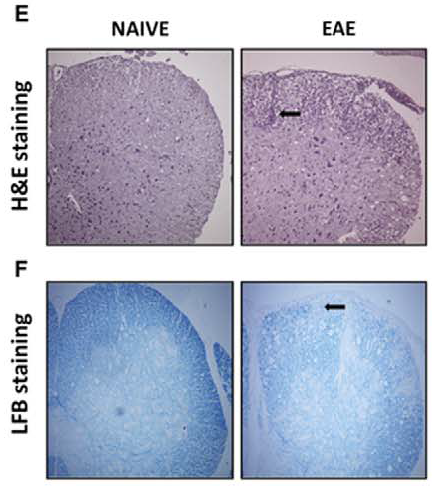 E
NAIVE EAE
H&E staining
F
LFB staining